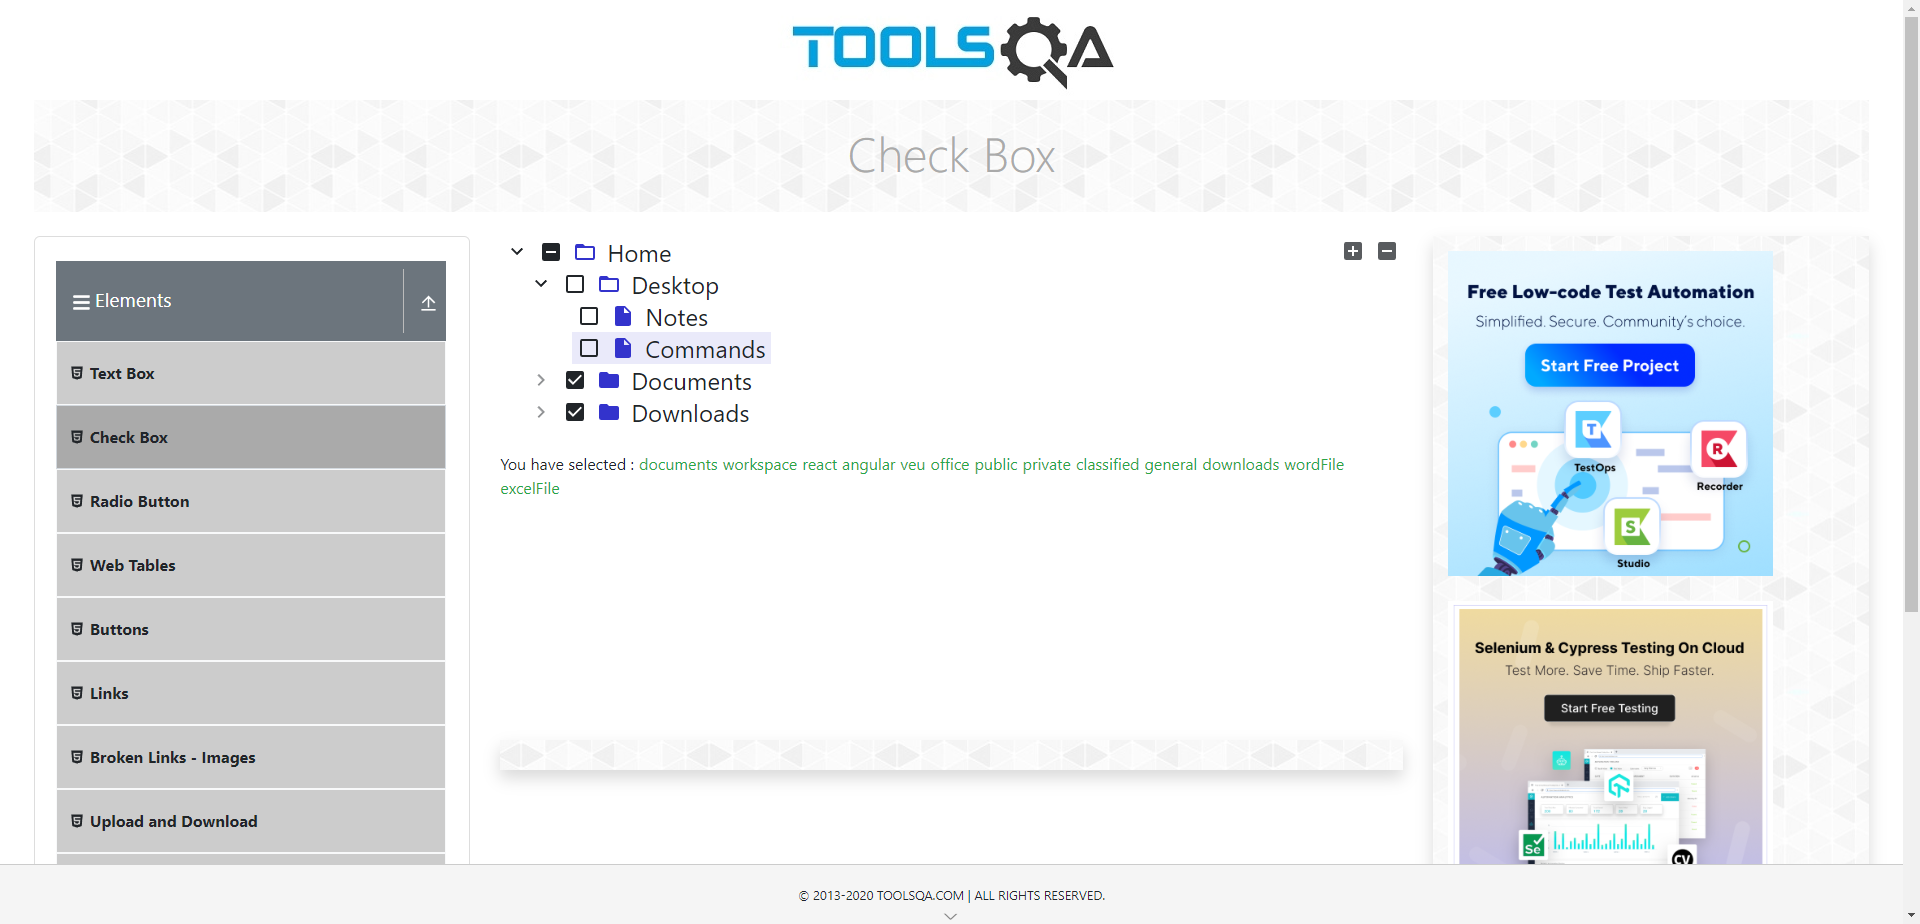 TOOLSQA
Check Box
Elements
Text Box
Check Box
Radio Button
Web Tables
Buttons
Links
Broken Links - Images
Upload and Download
Home
Desktop
Notes
Commands
Documents
Downloads
You have selected : documents workspace react angular veu office public private classified general downloads wordFile
excelFile
Free Low-code Test Automation
Simplified. Secure. Community's choice.
Start Free Project
T
TestOps
R
Recorder
S
Studio
Selenium & Cypress Testing On Cloud
Test More. Save Time. Ship Faster.
Start Free Testing
Se
CV
© 2013-2020 TOOLSQA.COM | ALL RIGHTS RESERVED.